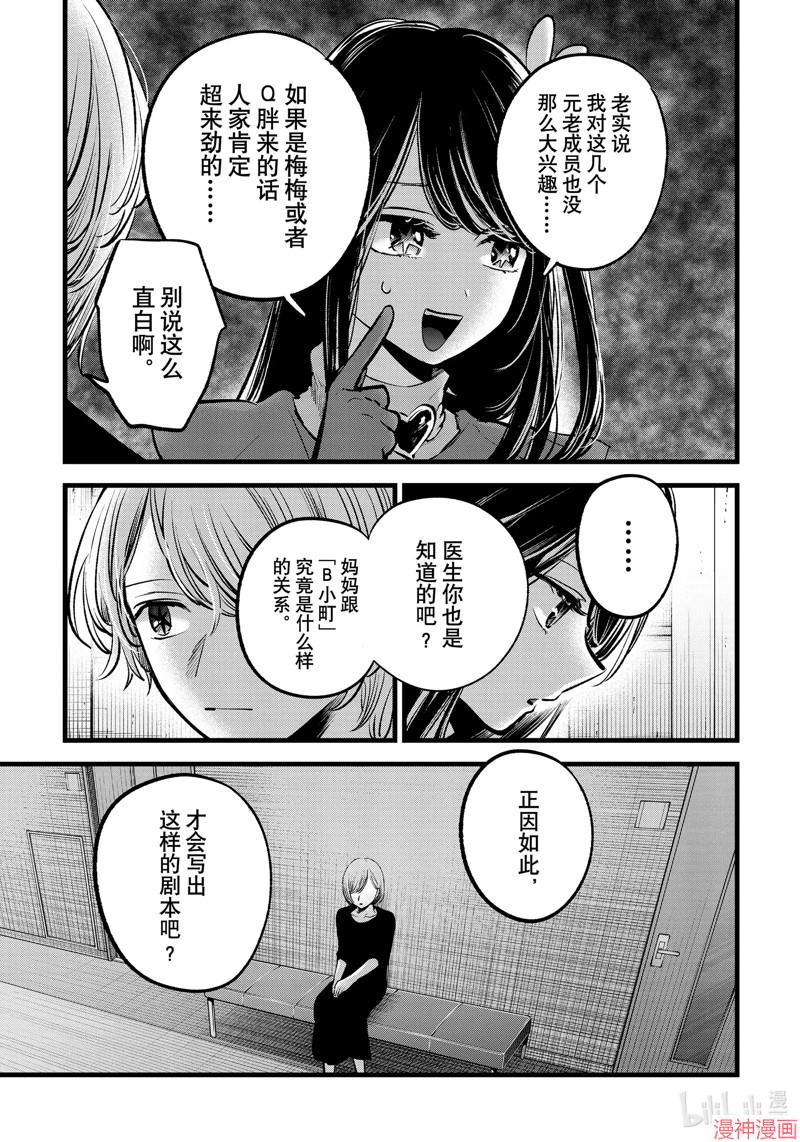 老实说
我对这几个
元老成员也没
那么大兴趣……
如果是梅梅或者
Q胖来的话
人家肯定
超来劲的……
别说这么
直白啊。
……
医生你也是
知道的吧？
妈妈跟
「B小町」
究竟是什么样
的关系。
正因如此，
才会写出
这样的剧本吧？
bilibili 漫
漫神漫画